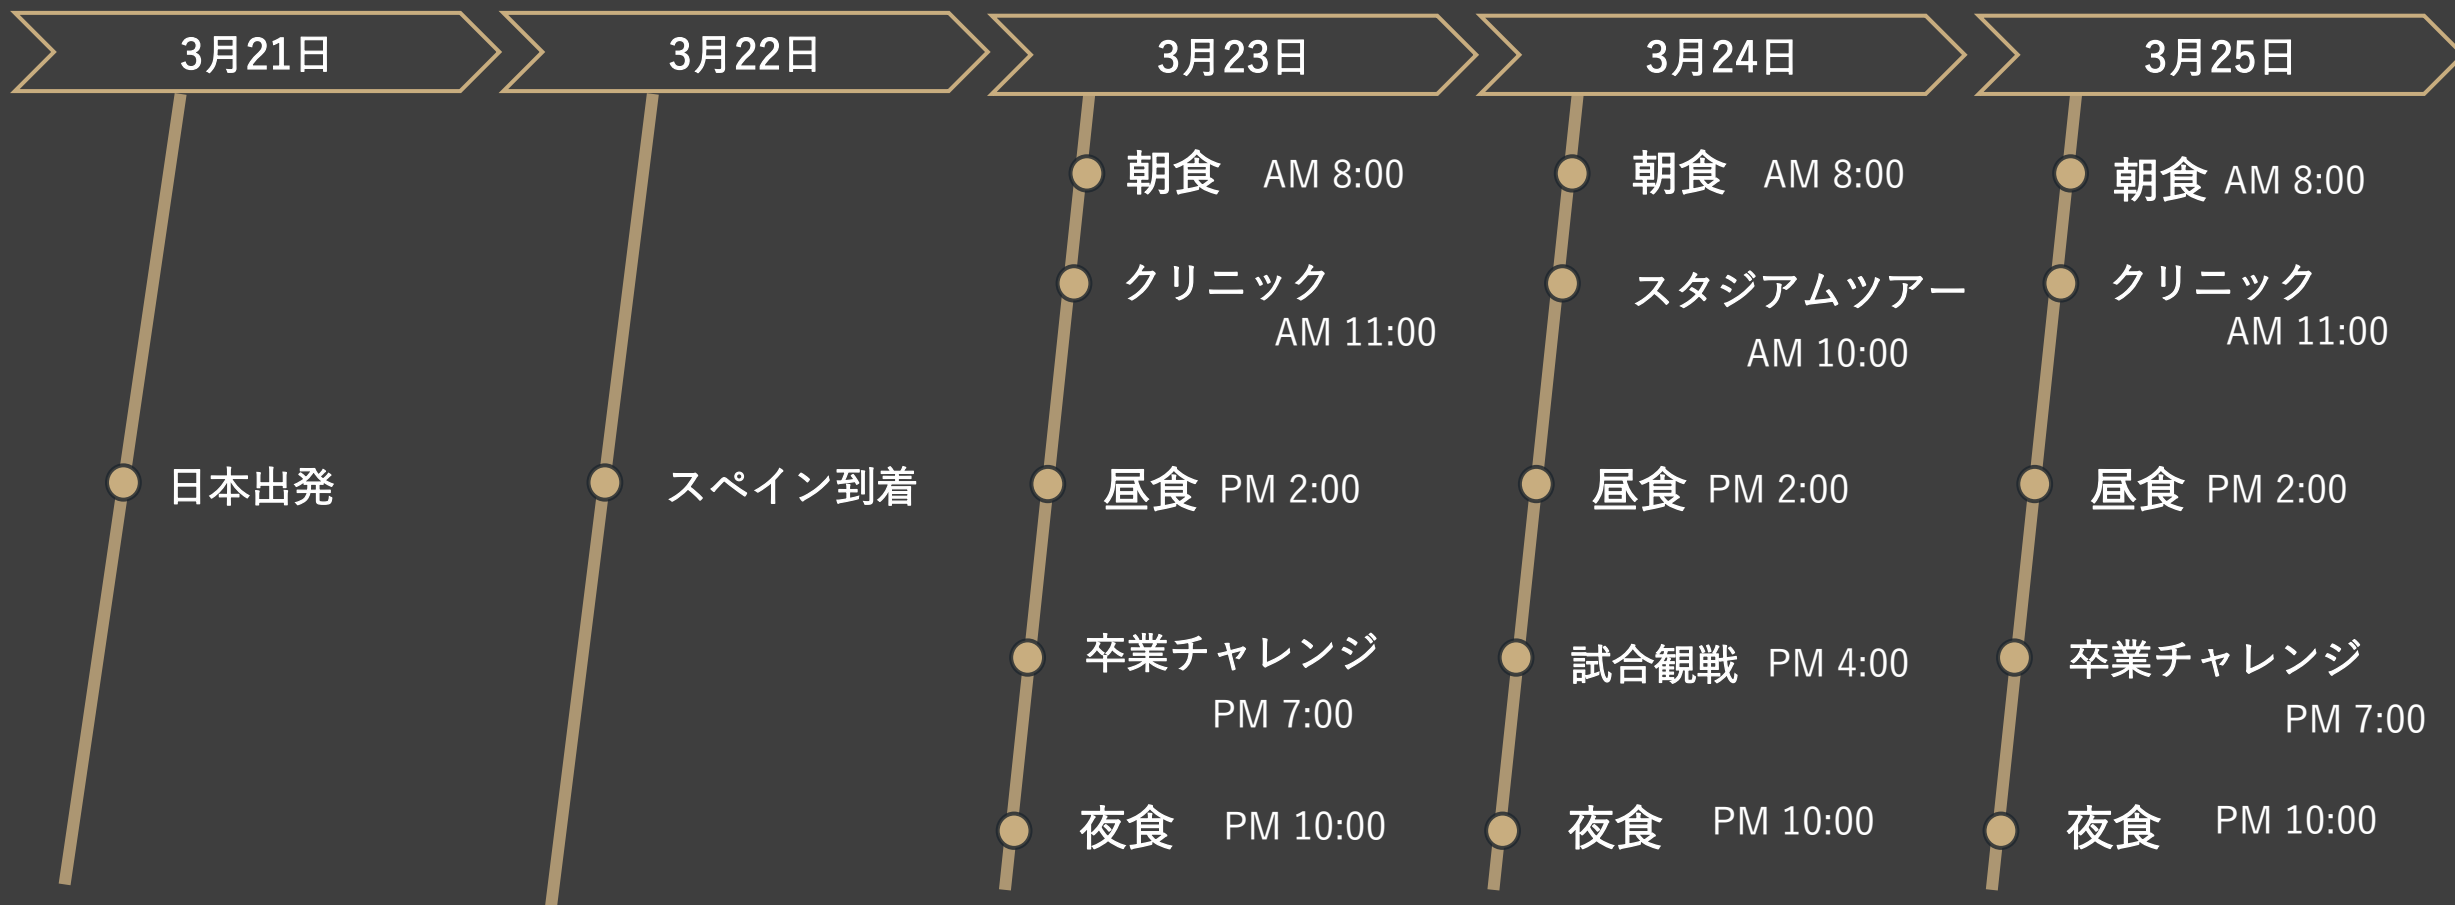 3月21日
日本出発
3月22日
スペイン到着
3月23日
朝食 AM 8:00
クリニック
AM 11:00
昼食 PM 2:00
卒業チャレンジ
PM 7:00
夜食 PM 10:00
3月24日
朝食 AM 8:00
スタジアムツアー
AM 10:00
昼食 PM 2:00
試合観戦 PM 4:00
夜食 PM 10:00
3月25日
朝食 AM 8:00
クリニック
AM 11:00
昼食 PM 2:00
卒業チャレンジ
PM 7:00
夜食 PM 10:00